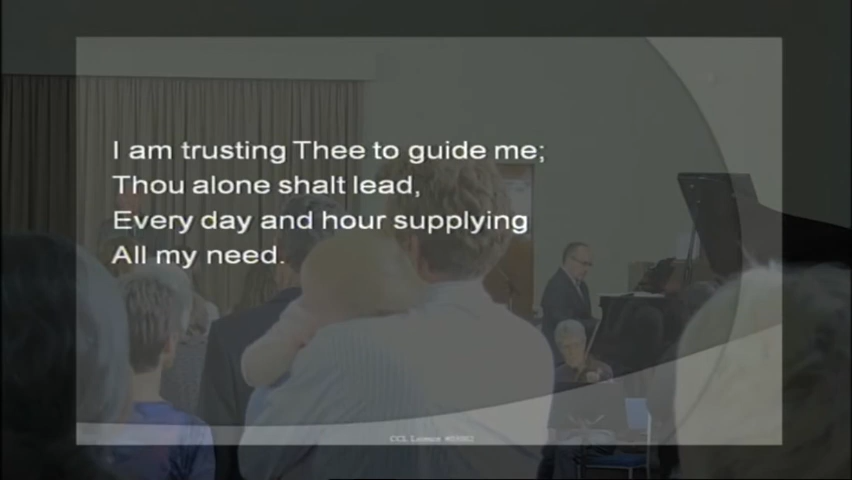 I am trusting Thee to guide me;
Thou alone shalt lead,
Every day and hour supplying
All my need.